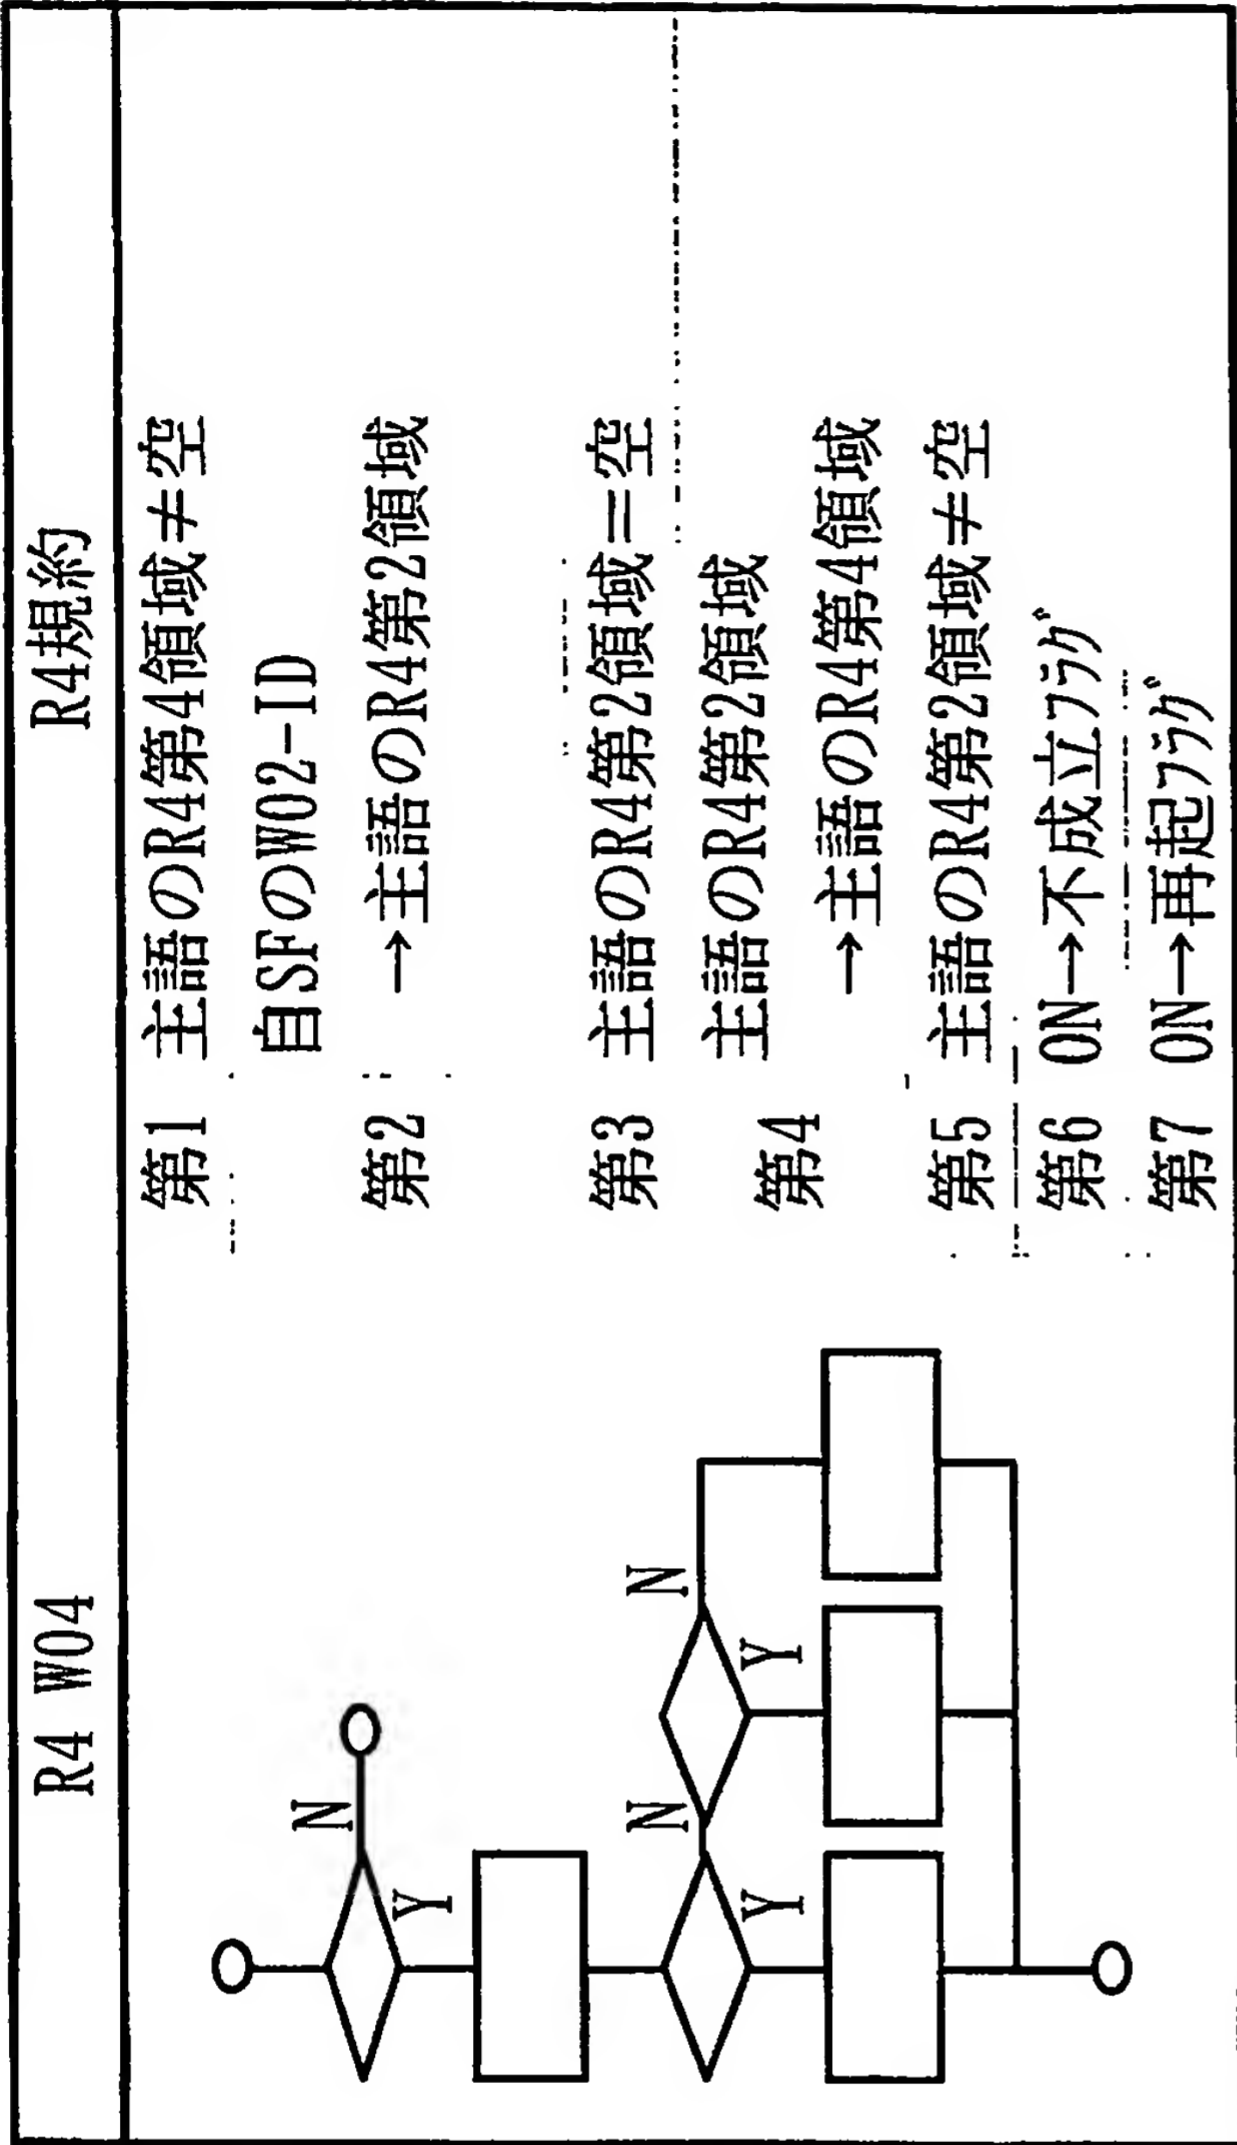 R4 W04
R4規約
N
Y
N
N
Y
Y
第1 主語のR4第4領域≠空
自SFのW02-ID
第2 →主語のR4第2領域
第3 主語のR4第2領域=空
主語のR4第2領域
第4
→主語のR4第4領域
第5 主語のR4第2領域≠空
第6 ON→不成立ﾌﾗｸﾞ
第7 ON→再起ﾌﾗｸﾞ